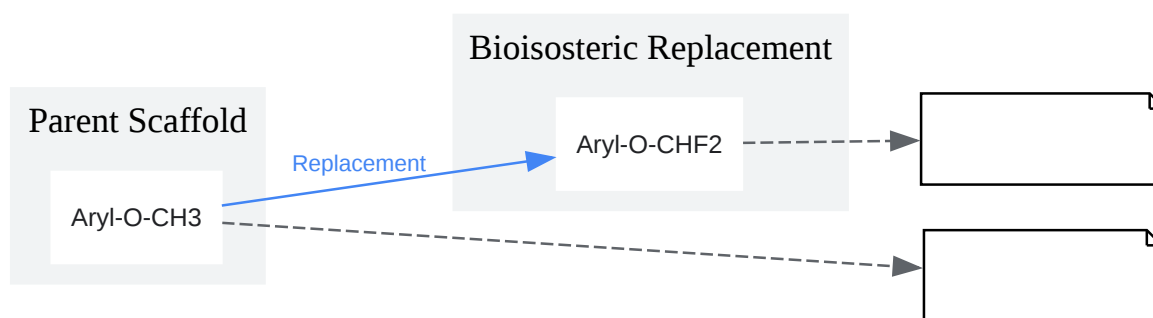 Bioisosteric Replacement
Parent Scaffold
Aryl-O-CHF2
Replacement
Aryl-O-CH3